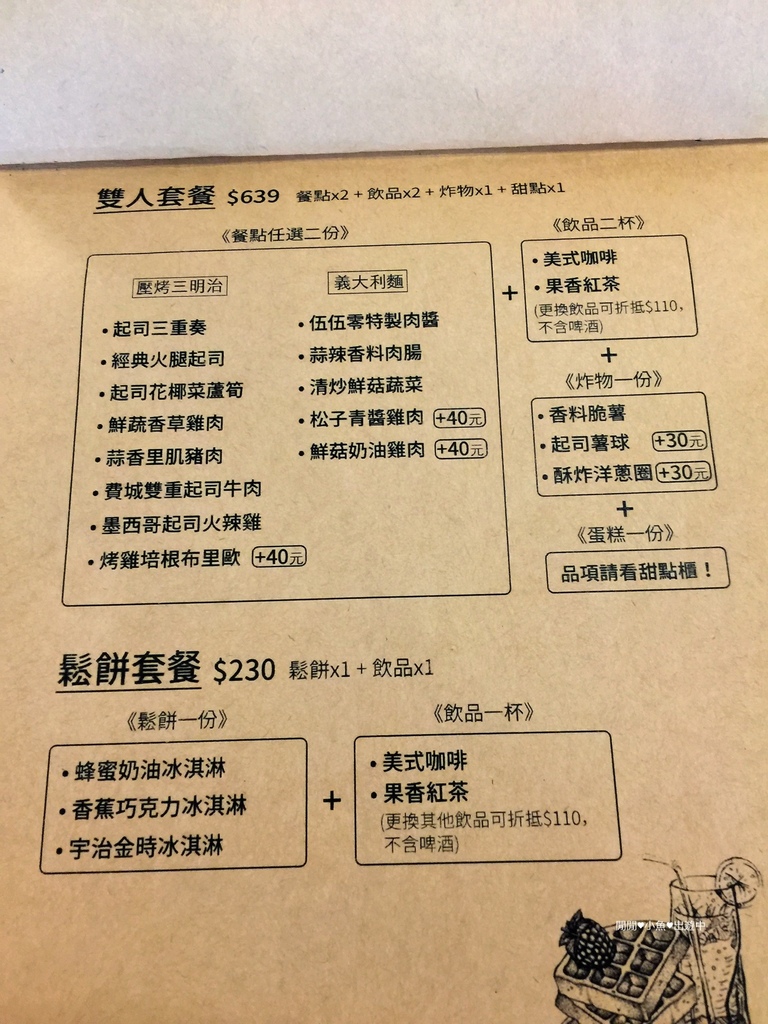 雙人套餐 $639 餐點x2 + 飲品x2 + 炸物x1 + 甜點x1
《餐點任選二份》
壓烤三明治
• 起司三重奏
• 經典火腿起司
• 起司花椰菜蘆筍
• 鮮蔬香草雞肉
• 蒜香里肌豬肉
• 費城雙重起司牛肉
• 墨西哥起司火辣雞
• 烤雞培根布里歐 +40元
義大利麵
• 伍伍零特製肉醬
• 蒜辣香料肉腸
• 清炒鮮菇蔬菜
• 松子青醬雞肉 +40元
• 鮮菇奶油雞肉 +40元
+
《飲品二杯》
• 美式咖啡
• 果香紅茶
(更換飲品可折抵$110，
不含啤酒)
+
《炸物一份》
• 香料脆薯
• 起司薯球 +30元
• 酥炸洋蔥圈 +30元
+
《蛋糕一份》
品項請看甜點櫃！
鬆餅套餐 $230 鬆餅x1 + 飲品x1
《鬆餅一份》
• 蜂蜜奶油冰淇淋
• 香蕉巧克力冰淇淋
• 宇治金時冰淇淋
+
《飲品一杯》
• 美式咖啡
• 果香紅茶
(更換其他飲品可折抵$110，
不含啤酒)
閒閒♥小魚♥出遊中